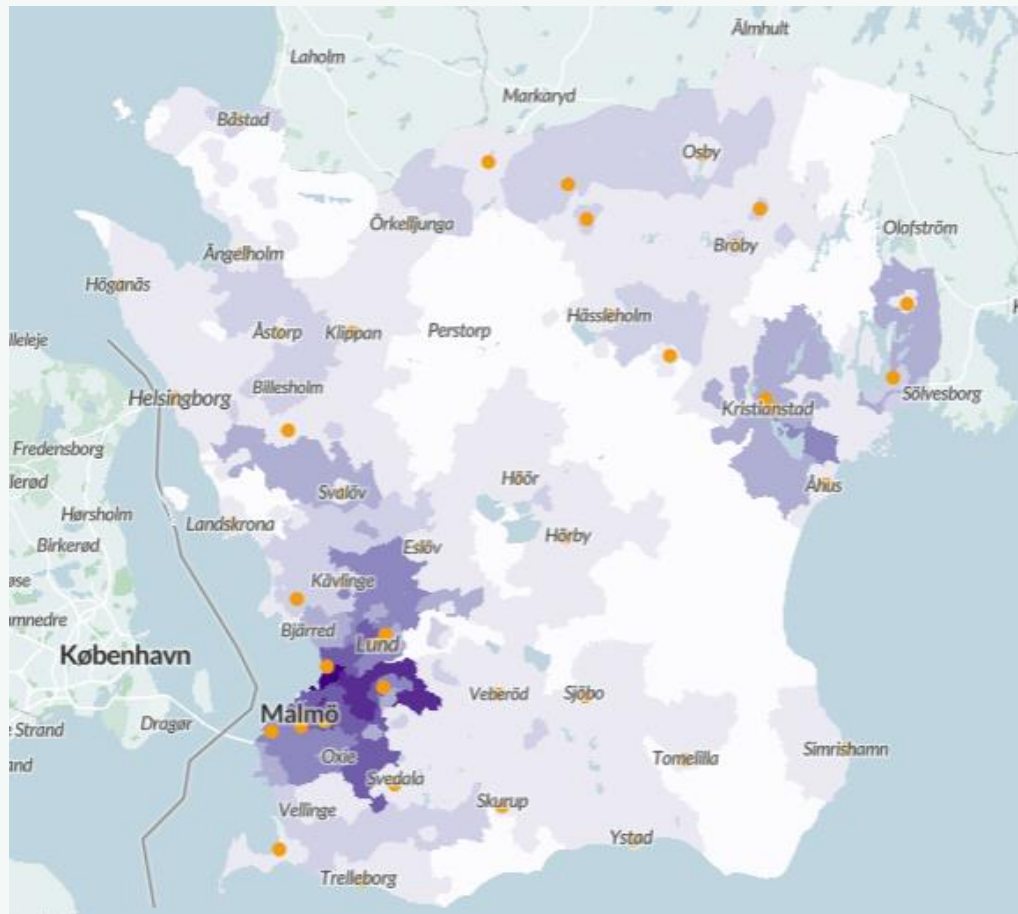 Älmhult
Laholm
Markaryd
Båstad
Osby
Örkelljunga
Broby
Olofström
Ängelholm
Höganäs
Hässleholm
Åstorp
Klippan
Perstorp
lleleje
Billesholm
Helsingborg
Kristianstad
Sölvesborg
Fredensborg
Höör
llerød
Svalöv
Åhus
Hørsholm
Landskrona
Hörby
Birkerød
Eslöv
Kävlinge
Bjärred
Lund
København
Veberöd
Sjöbo
Malmö
Dragør
e Strand
Simrishamn
Oxie
Tomelilla
and
Svedala
Skurup
Vellinge
Ystad
Trelleborg